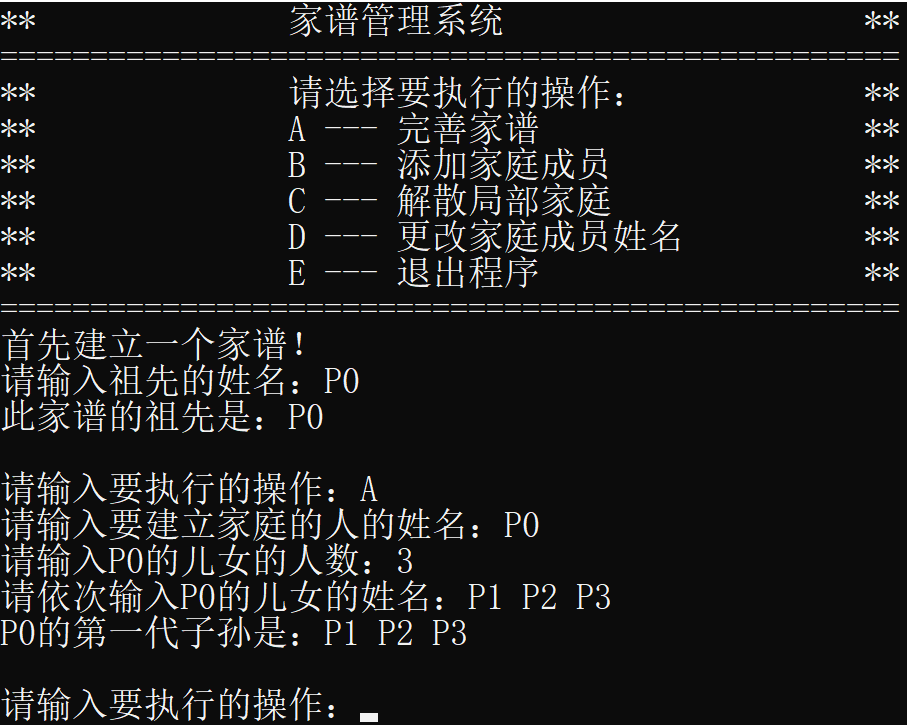 ** 家谱管理系统 **
==================================================
** 请选择要执行的操作： **
** A --- 完善家谱 **
** B --- 添加家庭成员 **
** C --- 解散局部家庭 **
** D --- 更改家庭成员姓名 **
** E --- 退出程序 **
==================================================
首先建立一个家谱！
请输入祖先的姓名：P0
此家谱的祖先是：P0
请输入要执行的操作：A
请输入要建立家庭的人的姓名：P0
请输入P0的儿女的人数：3
请依次输入P0的儿女的姓名：P1 P2 P3
P0的第一代子孙是：P1 P2 P3
请输入要执行的操作：